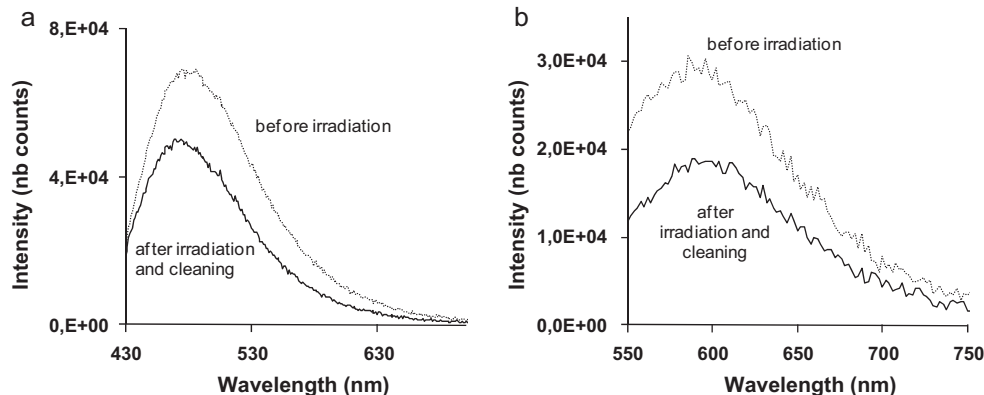 a
8,E+04
4,E+04
0,E+00
Intensity (nb counts)
before irradiation
after irradiation
and cleaning
430
530
630
Wavelength (nm)
b
3,0E+04
2,0E+04
1,0E+04
0,0E+00
Intensity (nb counts)
before irradiation
after
irradiation and
cleaning
550
600
650
700
750
Wavelength (nm)